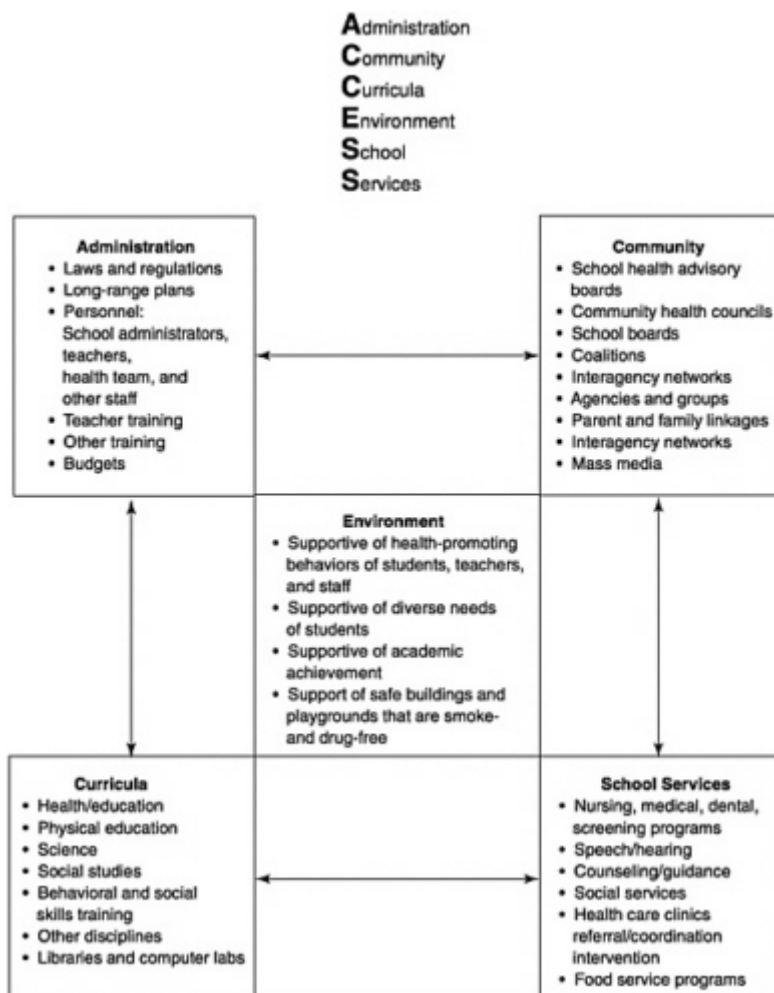 Administration
Community
Curricula
Environment
School
Services
Administration
• Laws and regulations
• Long-range plans
• Personnel:
School administrators,
teachers,
health team, and
other staff
• Teacher training
• Other training
• Budgets
Community
• School health advisory
boards
• Community health councils
• School boards
• Coalitions
• Interagency networks
• Agencies and groups
• Parent and family linkages
• Interagency networks
• Mass media
Environment
• Supportive of health-promoting
behaviors of students, teachers,
and staff
• Supportive of diverse needs
of students
• Supportive of academic
achievement
• Support of safe buildings and
playgrounds that are smoke-
and drug-free
Curricula
• Health/education
• Physical education
• Science
• Social studies
• Behavioral and social
skills training
• Other disciplines
• Libraries and computer labs
School Services
• Nursing, medical, dental,
screening programs
• Speech/hearing
• Counseling/guidance
• Social services
• Health care clinics
referral/coordination
intervention
• Food service programs